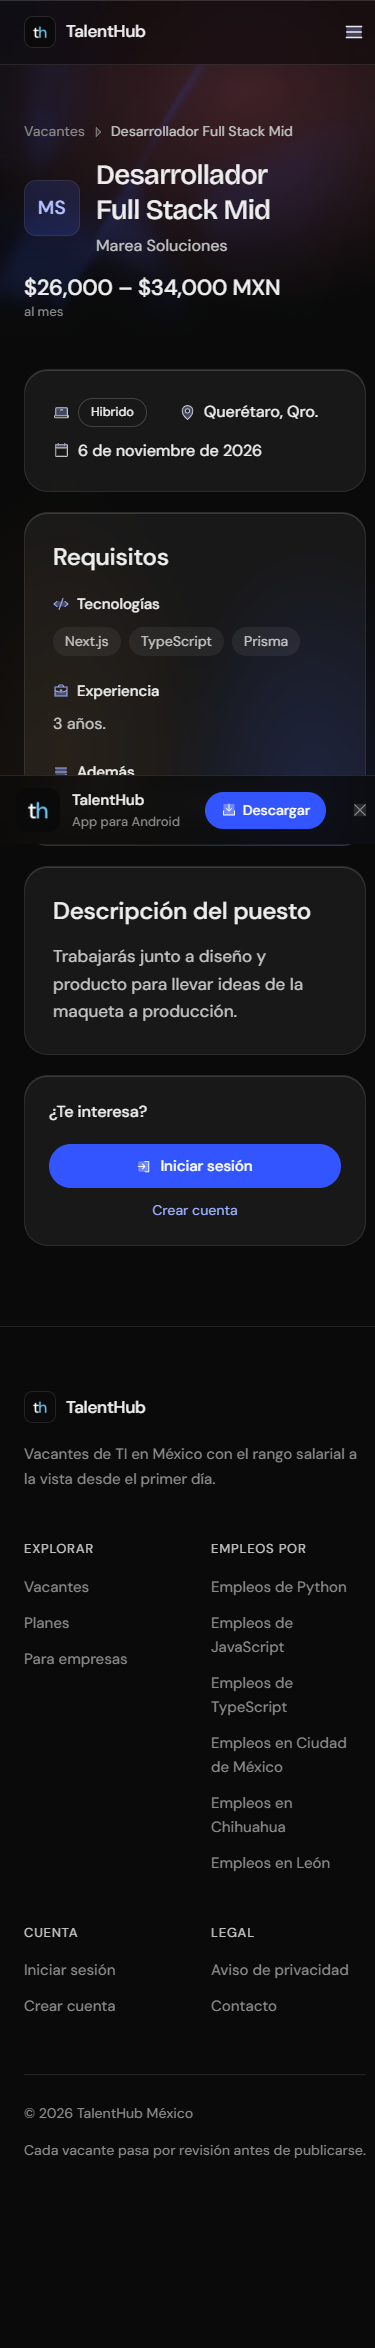 th TalentHub
Vacantes Desarrollador Full Stack Mid
MS
Desarrollador
Full Stack Mid
Marea Soluciones
$26,000 – $34,000 MXN
al mes
Híbrido Querétaro, Qro.
6 de noviembre de 2026
Requisitos
Tecnologías
Next.js TypeScript Prisma
Experiencia
3 años.
Además
th TalentHub
App para Android
Descargar
Descripción del puesto
Trabajarás junto a diseño y
producto para llevar ideas de la
maqueta a producción.
¿Te interesa?
Iniciar sesión
Crear cuenta
th TalentHub
Vacantes de TI en México con el rango salarial a
la vista desde el primer día.
EXPLORAR
Vacantes
Planes
Para empresas
EMPLEOS POR
Empleos de Python
Empleos de
JavaScript
Empleos de
TypeScript
Empleos en Ciudad
de México
Empleos en
Chihuahua
Empleos en León
CUENTA
Iniciar sesión
Crear cuenta
LEGAL
Aviso de privacidad
Contacto
© 2026 TalentHub México
Cada vacante pasa por revisión antes de publicarse.